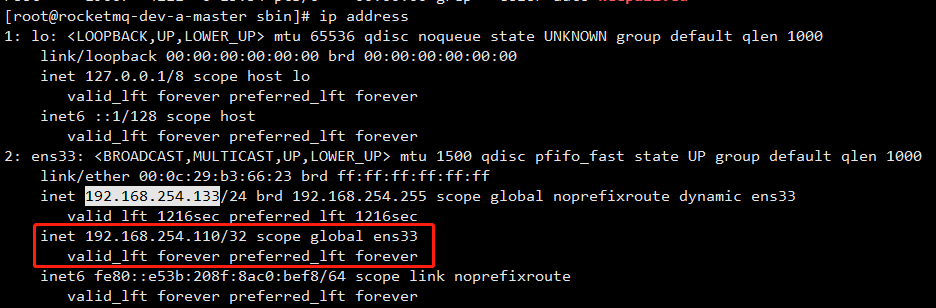 [root@rocketmq-dev-a-master sbin]# ip address
1: lo: <LOOPBACK,UP,LOWER_UP> mtu 65536 qdisc noqueue state UNKNOWN group default qlen 1000
link/loopback 00:00:00:00:00:00 brd 00:00:00:00:00:00
inet 127.0.0.1/8 scope host lo
valid_lft forever preferred_lft forever
inet6 ::1/128 scope host
valid_lft forever preferred_lft forever
2: ens33: <BROADCAST,MULTICAST,UP,LOWER_UP> mtu 1500 qdisc pfifo_fast state UP group default qlen 1000
link/ether 00:0c:29:b3:66:23 brd ff:ff:ff:ff:ff:ff
inet 192.168.254.133/24 brd 192.168.254.255 scope global noprefixroute dynamic ens33
valid_lft 1216sec preferred_lft 1216sec
inet 192.168.254.110/32 scope global ens33
valid_lft forever preferred_lft forever
inet6 fe80::e53b:208f:8ac0:bef8/64 scope link noprefixroute
valid_lft forever preferred_lft forever